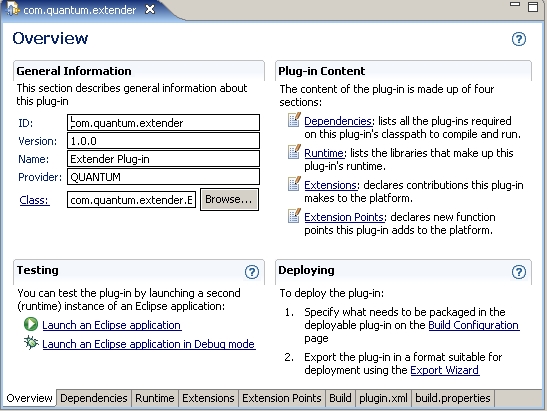 com.quantum.extender
Overview
General Information
This section describes general information about
this plug-in
ID: com.quantum.extender
Version: 1.0.0
Name: Extender Plug-in
Provider: QUANTUM
Class: com.quantum.extender.E Browse...
Plug-in Content
The content of the plug-in is made up of four
sections:
Dependencies: lists all the plug-ins required
on this plug-in's classpath to compile and run.
Runtime: lists the libraries that make up this
plug-in's runtime.
Extensions: declares contributions this plug-in
makes to the platform.
Extension Points: declares new function
points this plug-in adds to the platform.
Testing
You can test the plug-in by launching a second
(runtime) instance of an Eclipse application:
Launch an Eclipse application
Launch an Eclipse application in Debug mode
Deploying
To deploy the plug-in:
1. Specify what needs to be packaged in the
deployable plug-in on the Build Configuration
page
2. Export the plug-in in a format suitable for
deployment using the Export Wizard
Overview Dependencies Runtime Extensions Extension Points Build plugin.xml build.properties